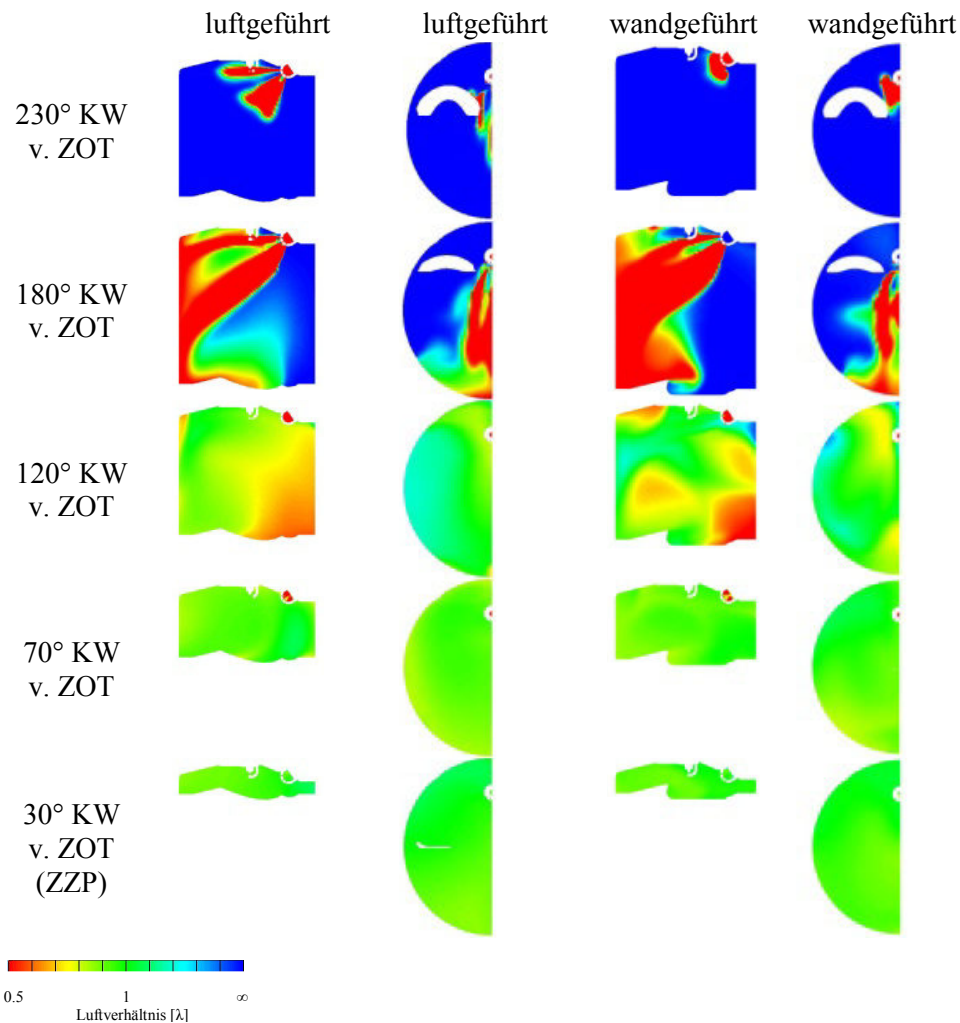 luftgeführt luftgeführt wandgeführt wandgeführt
230° KW
v. ZOT
180° KW
v. ZOT
120° KW
v. ZOT
70° KW
v. ZOT
30° KW
v. ZOT
(ZZP)
0.5 1 ∞
Luftverhältnis [λ]